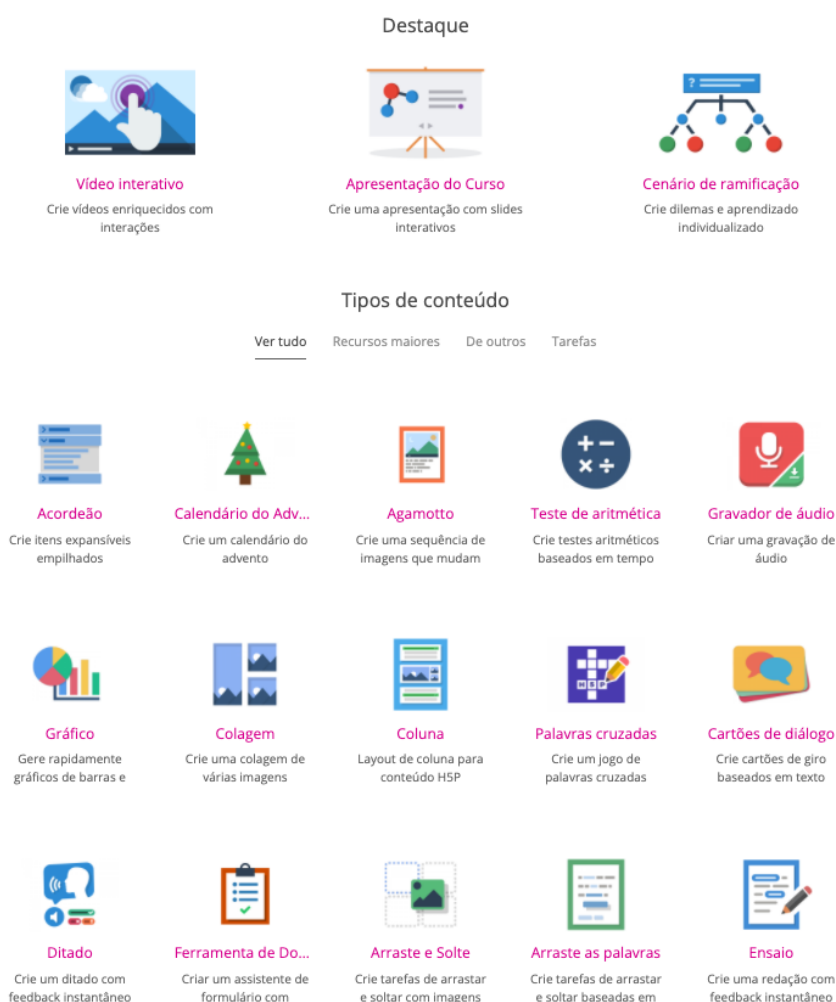 Destaque
Vídeo interativo
Crie vídeos enriquecidos com
interações
Apresentação do Curso
Crie uma apresentação com slides
interativos
Cenário de ramificação
Crie dilemas e aprendizado
individualizado
Tipos de conteúdo
Ver tudo Recursos maiores De outros Tarefas
Acordeão
Crie itens expansíveis
empilhados
Calendário do Adv...
Crie um calendário do
advento
Agamotto
Crie uma sequência de
imagens que mudam
Teste de aritmética
Crie testes aritméticos
baseados em tempo
Gravador de áudio
Criar uma gravação de
áudio
Gráfico
Gere rapidamente
gráficos de barras e
Colagem
Crie uma colagem de
várias imagens
Coluna
Layout de coluna para
conteúdo H5P
H5P
Palavras cruzadas
Crie um jogo de
palavras cruzadas
Cartões de diálogo
Crie cartões de giro
baseados em texto
Ditado
Crie um ditado com
feedback instantâneo
Ferramenta de Do...
Criar um assistente de
formulário com
Arraste e Solte
Crie tarefas de arrastar
e soltar com imagens
Arraste as palavras
Crie tarefas de arrastar
e soltar baseadas em
Ensaio
Crie uma redação com
feedback instantâneo